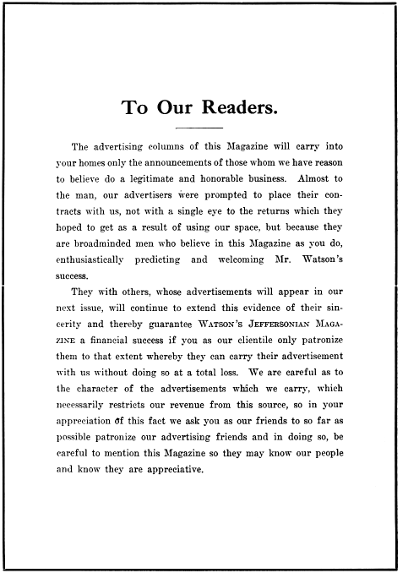 To Our Readers.
The advertising columns of this Magazine will carry into
your homes only the announcements of those whom we have reason
to believe do a legitimate and honorable business. Almost to
the man, our advertisers were prompted to place their con-
tracts with us, not with a single eye to the returns which they
hoped to get as a result of using our space, but because they
are broadminded men who believe in this Magazine as you do,
enthusiastically predicting and welcoming Mr. Watson's
success.
They with others, whose advertisements will appear in our
next issue, will continue to extend this evidence of their sin-
cerity and thereby guarantee WATSON'S JEFFERSONIAN MAGA-
ZINE a financial success if you as our clientile only patronize
them to that extent whereby they can carry their advertisement
with us without doing so at a total loss. We are careful as to
the character of the advertisements which we carry, which
necessarily restricts our revenue from this source, so in your
appreciation of this fact we ask you as our friends to so far as
possible patronize our advertising friends and in doing so, be
careful to mention this Magazine so they may know our people
and know they are appreciative.